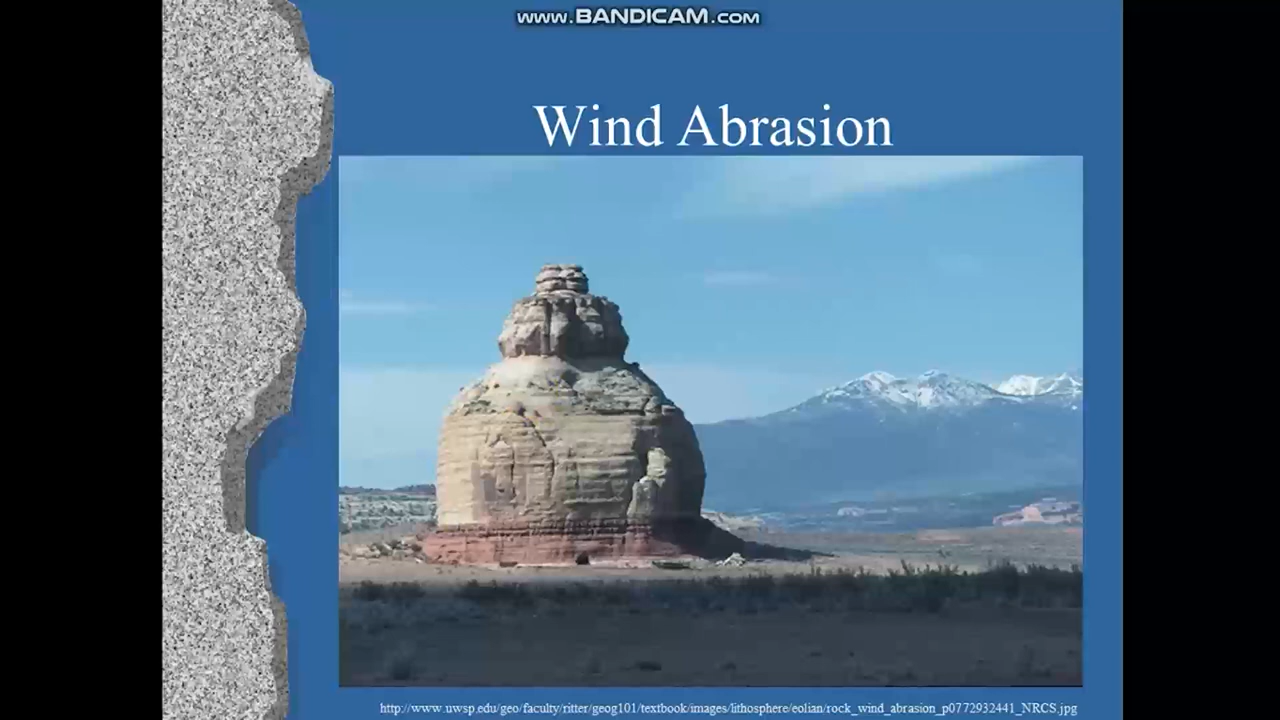 www.BANDICAM.com
Wind Abrasion
http://www.uwsp.edu/geo/faculty/ritter/geog101/textbook/images/lithosphere/eolian/rock_wind_abrasion_p0772932441_NRCS.jpg